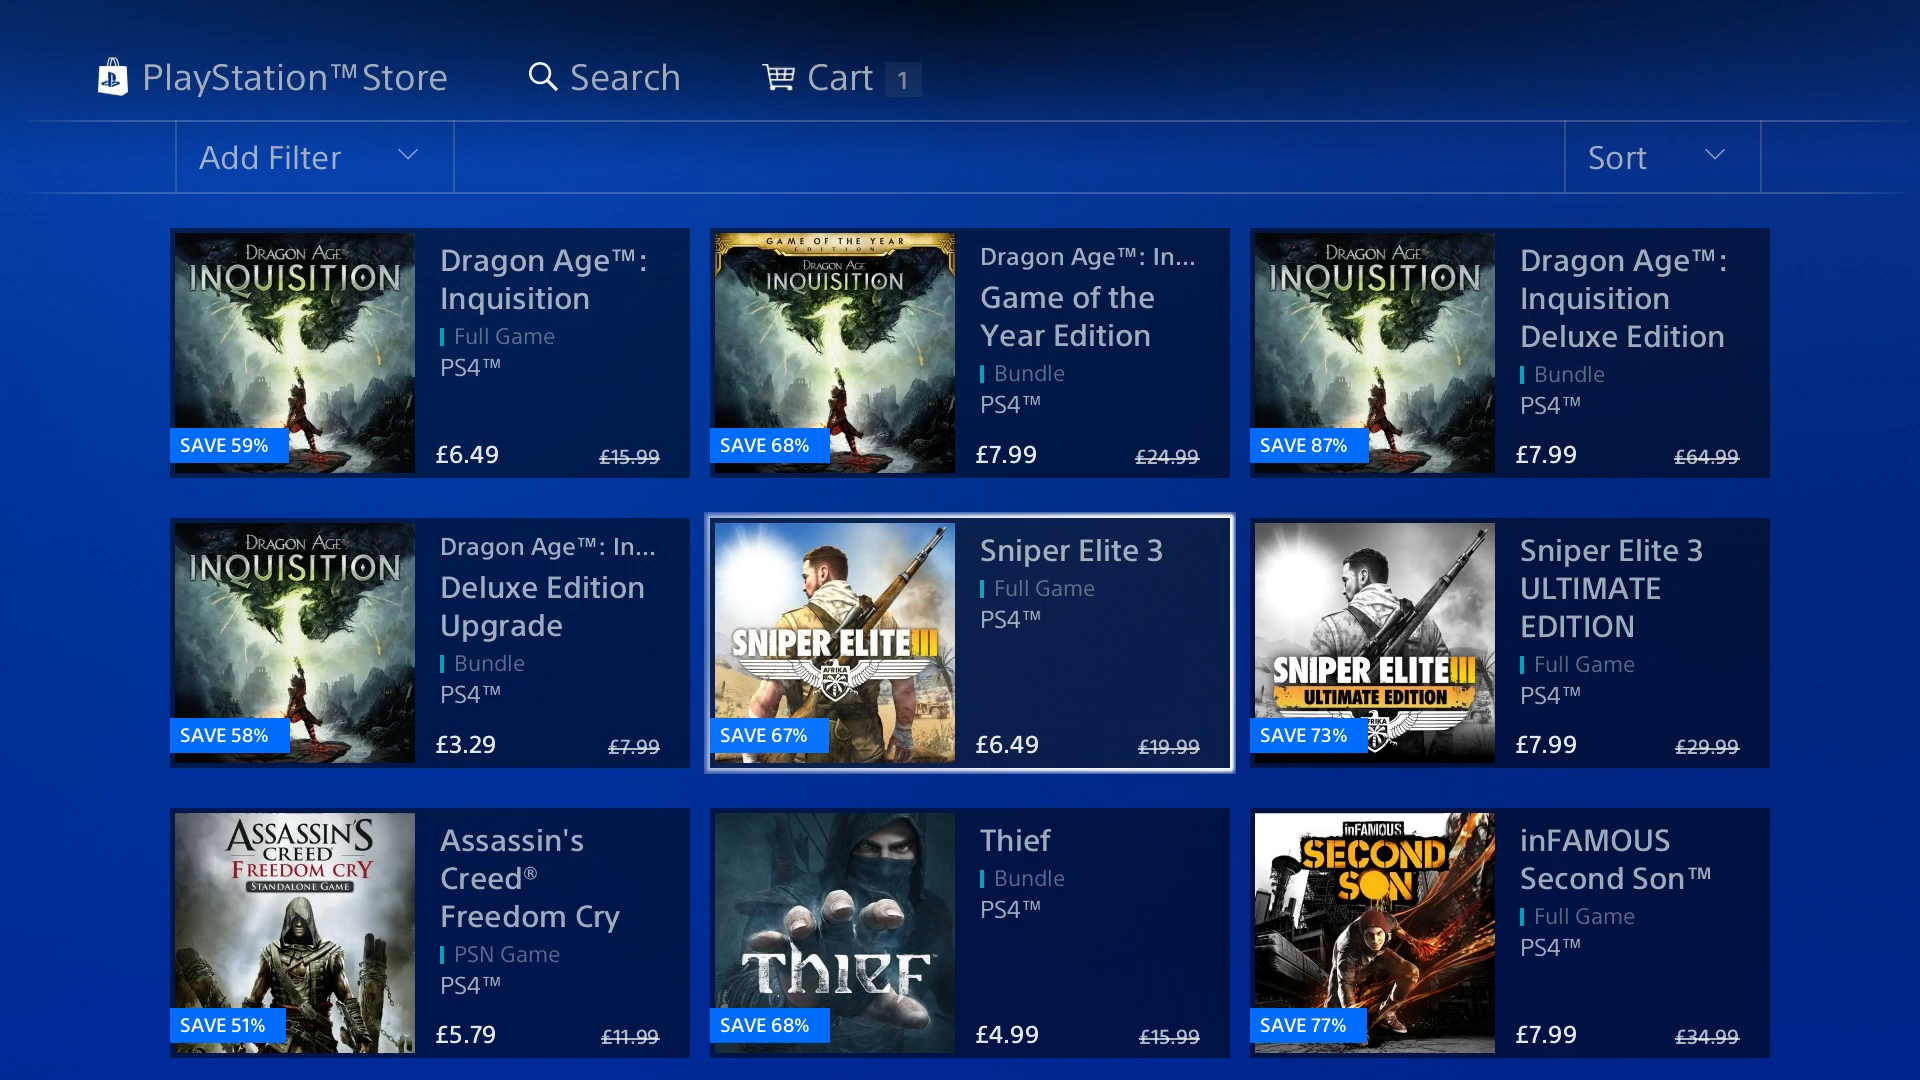 PlayStation™Store
Search
Cart 1
Add Filter
Sort
DRAGON AGE
INQUISITION
SAVE 59%
Dragon Age™:
Inquisition
Full Game
PS4™
£6.49 £15.99
GAME OF THE YEAR
EDITION
DRAGON AGE
INQUISITION
SAVE 68%
Dragon Age™: In...
Game of the
Year Edition
Bundle
PS4™
£7.99 £24.99
DRAGON AGE
INQUISITION
SAVE 87%
Dragon Age™:
Inquisition
Deluxe Edition
Bundle
PS4™
£7.99 £64.99
DRAGON AGE
INQUISITION
SAVE 58%
Dragon Age™: In...
Deluxe Edition
Upgrade
Bundle
PS4™
£3.29 £7.99
SNIPER ELITE III
AFRIKA
SAVE 67%
Sniper Elite 3
Full Game
PS4™
£6.49 £19.99
SNIPER ELITE III
ULTIMATE EDITION
SAVE 73%
Sniper Elite 3
ULTIMATE
EDITION
Full Game
PS4™
£7.99 £29.99
ASSASSIN'S
CREED
FREEDOM CRY
STANDALONE GAME
SAVE 51%
Assassin's
Creed®
Freedom Cry
PSN Game
PS4™
£5.79 £11.99
THIEF
SAVE 68%
Thief
Bundle
PS4™
£4.99 £15.99
inFAMOUS
SECOND
SON
SAVE 77%
inFAMOUS
Second Son™
Full Game
PS4™
£7.99 £34.99